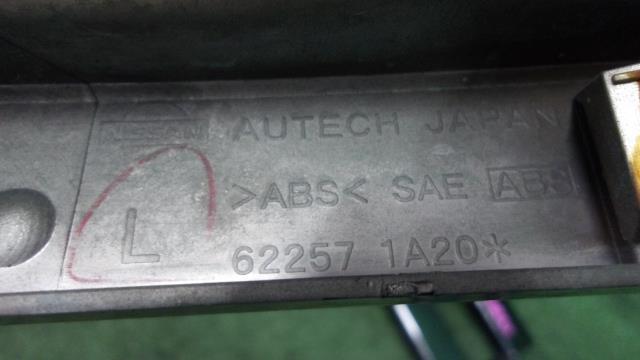 NISSAN AUTECH JAPAN
>ABS< SAE ABS
L 62257 1A20*